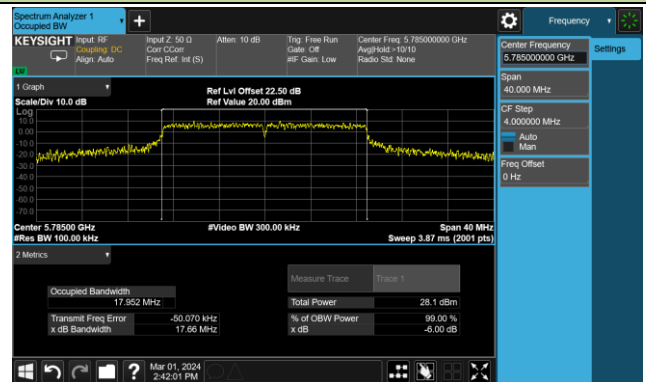 Spectrum Analyzer 1
Occupied BW
Frequency
KEYSIGHT
Input: RF
Coupling: DC
Align: Auto
Input Z: 50 Ω
Corr CCorr
Freq Ref: Int (S)
Atten: 10 dB
Trig: Free Run
Gate: Off
#IF Gain: Low
Center Freq: 5.785000000 GHz
Avg|Hold:>10/10
Radio Std: None
Center Frequency
5.785000000 GHz
Settings
Span
40.000 MHz
CF Step
4.000000 MHz
Auto
Man
Freq Offset
0 Hz
1 Graph
Scale/Div 10.0 dB
Ref Lvl Offset 22.50 dB
Ref Value 20.00 dBm
Log
10.0
0.00
-10.0
-20.0
-30.0
-40.0
-50.0
-60.0
-70.0
Center 5.78500 GHz
#Res BW 100.00 kHz
#Video BW 300.00 kHz
Span 40 MHz
Sweep 3.87 ms (2001 pts)
2 Metrics
Measure Trace
Trace 1
Occupied Bandwidth
17.952 MHz
Total Power
28.1 dBm
Transmit Freq Error
-50.070 kHz
% of OBW Power
99.00 %
x dB Bandwidth
17.66 MHz
x dB
-6.00 dB
Mar 01, 2024
2:42:01 PM